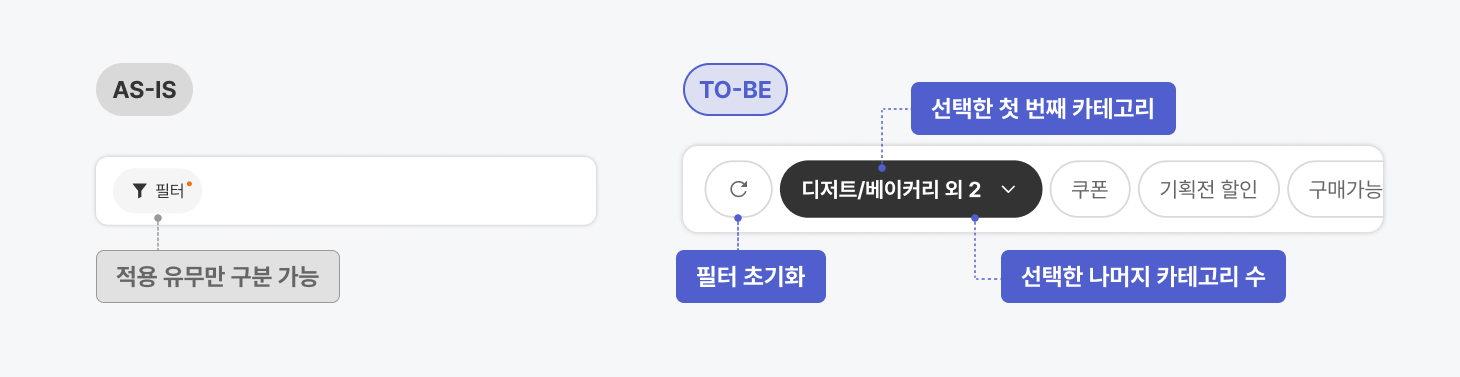 AS-IS
필터
적용 유무만 구분 가능
TO-BE
선택한 첫 번째 카테고리
디저트/베이커리 외 2
쿠폰
기획전 할인
구매가능
필터 초기화
선택한 나머지 카테고리 수